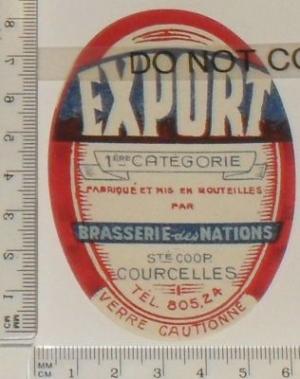 DO NOT CO
EXPORT
1ÈRE CATÉGORIE
FABRIQUÉ ET MIS EN BOUTEILLES
PAR
BRASSERIE des NATIONS
STÉ COOP.
COURCELLES
TÉL. 805,24
VERRE CAUTIONNÉ
MM
CM 1 2 3 4 5 6